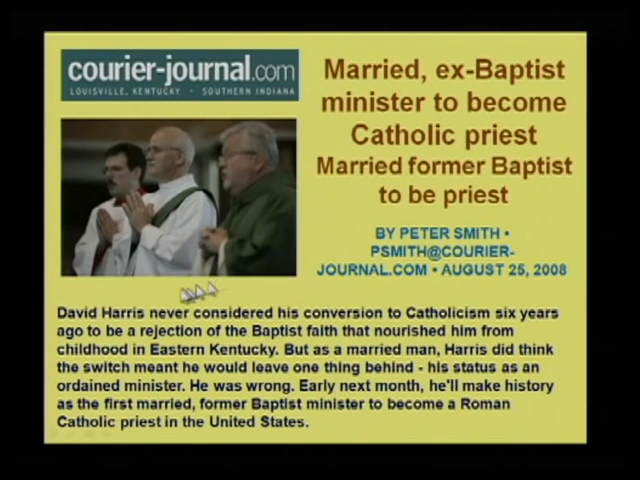 courier-journal.com
LOUISVILLE, KENTUCKY • SOUTHERN INDIANA
Married, ex-Baptist
minister to become
Catholic priest
Married former Baptist
to be priest
BY PETER SMITH •
PSMITH@COURIER-
JOURNAL.COM • AUGUST 25, 2008
David Harris never considered his conversion to Catholicism six years
ago to be a rejection of the Baptist faith that nourished him from
childhood in Eastern Kentucky. But as a married man, Harris did think
the switch meant he would leave one thing behind - his status as an
ordained minister. He was wrong. Early next month, he'll make history
as the first married, former Baptist minister to become a Roman
Catholic priest in the United States.